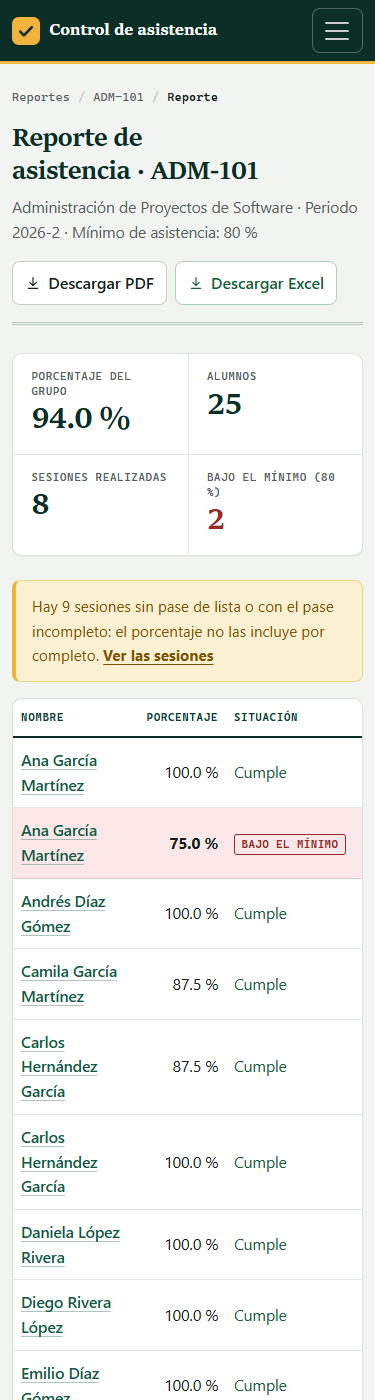 Control de asistencia
Reportes / ADM-101 / Reporte
Reporte de
asistencia · ADM-101
Administración de Proyectos de Software · Periodo
2026-2 · Mínimo de asistencia: 80 %
Descargar PDF
Descargar Excel
PORCENTAJE DEL
GRUPO
94.0 %
ALUMNOS
25
SESIONES REALIZADAS
8
BAJO EL MÍNIMO (80
%)
2
Hay 9 sesiones sin pase de lista o con el pase
incompleto: el porcentaje no las incluye por
completo. Ver las sesiones
NOMBRE PORCENTAJE SITUACIÓN
Ana García
Martínez
100.0 % Cumple
Ana García
Martínez
75.0 % BAJO EL MÍNIMO
Andrés Díaz
Gómez
100.0 % Cumple
Camila García
Martínez
87.5 % Cumple
Carlos
Hernández
García
87.5 % Cumple
Carlos
Hernández
García
100.0 % Cumple
Daniela López
Rivera
100.0 % Cumple
Diego Rivera
López
100.0 % Cumple
Emilio Díaz
Gómez
100.0 % Cumple